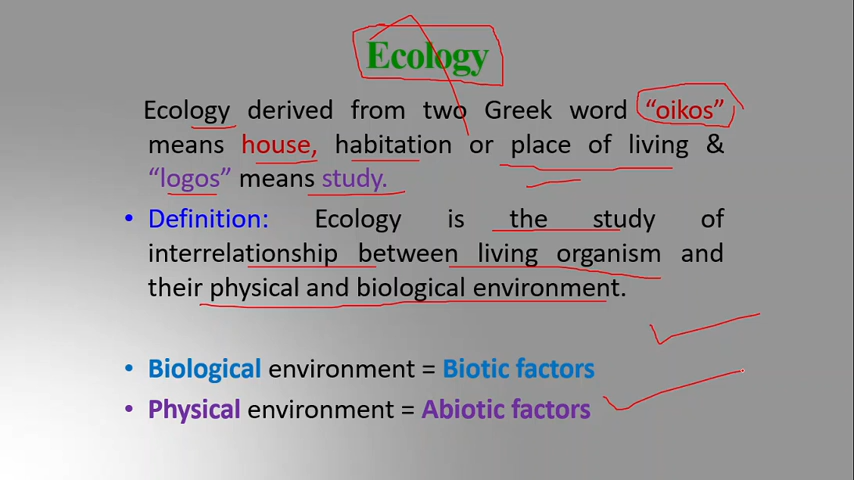 Ecology
Ecology derived from two Greek word “oikos”
means house, habitation or place of living &
“logos” means study.
• Definition: Ecology is the study of
interrelationship between living organism and
their physical and biological environment.
• Biological environment = Biotic factors
• Physical environment = Abiotic factors